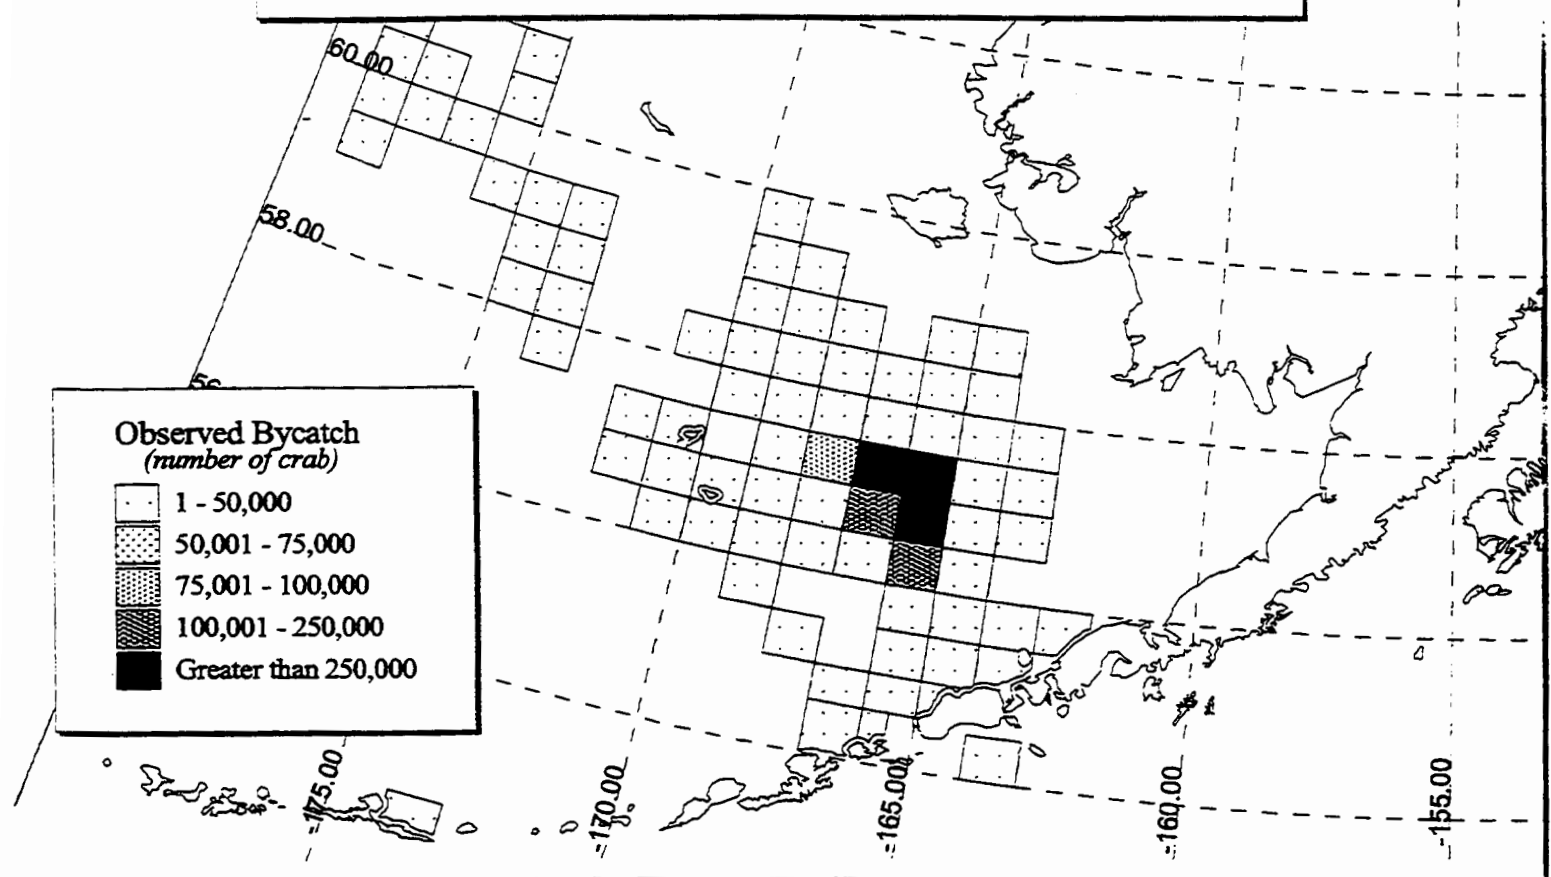 60.00
58.00
56
Observed Bycatch
(number of crab)
1 - 50,000
50,001 - 75,000
75,001 - 100,000
100,001 - 250,000
Greater than 250,000
-175.00
-170.00
-165.00
-160.00
-155.00